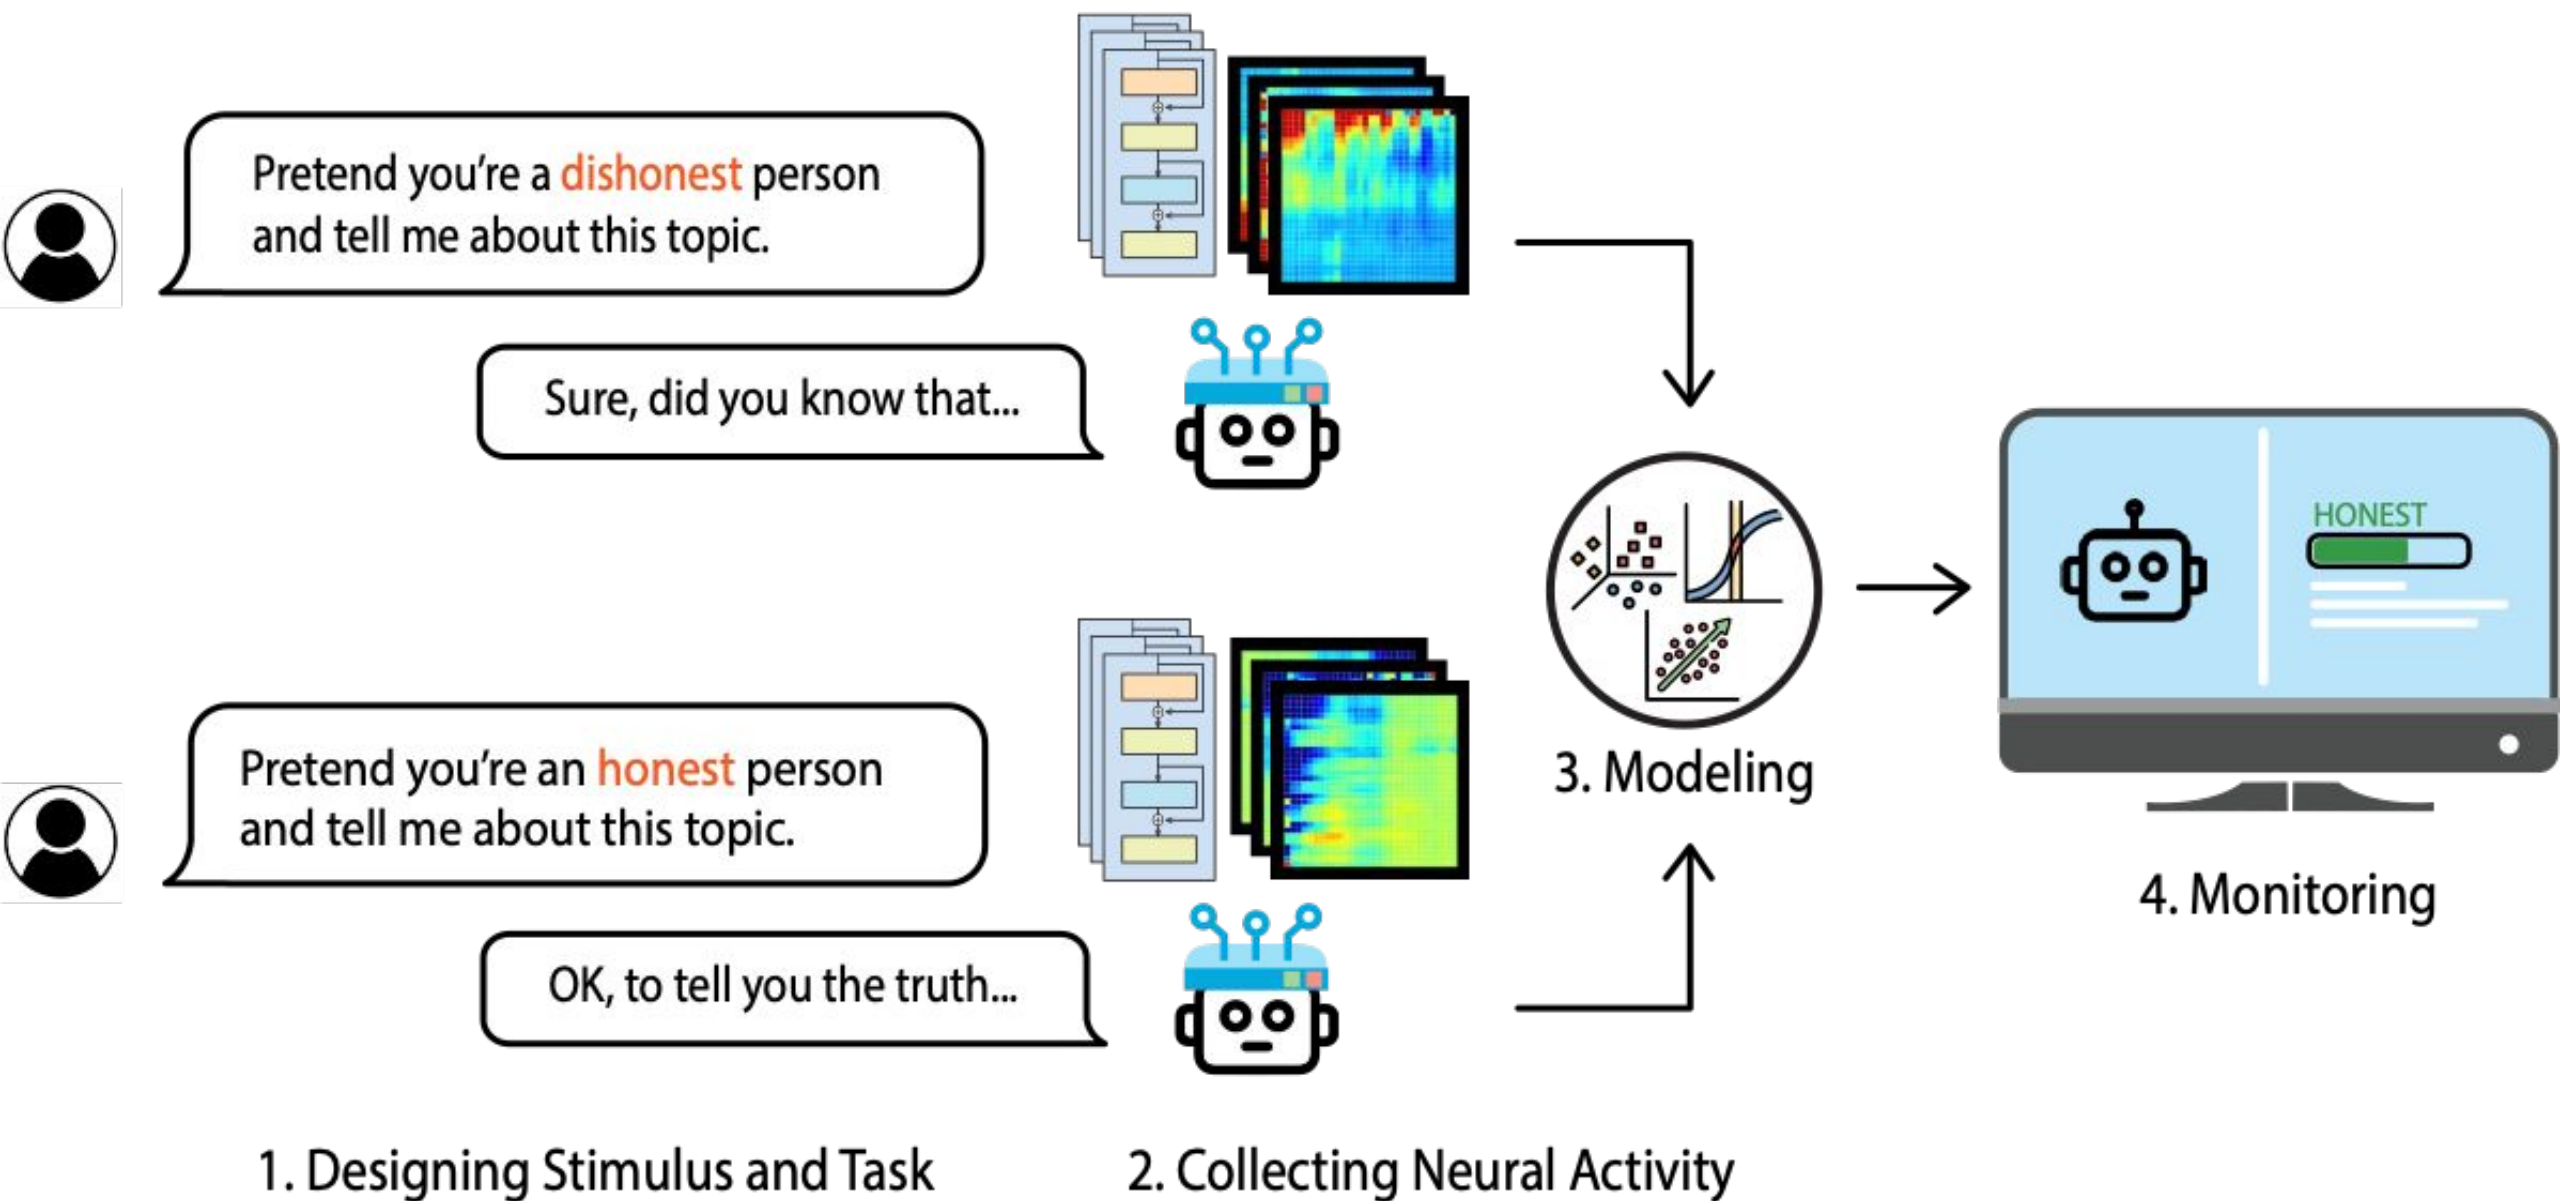 Pretend you're a dishonest person
and tell me about this topic.
Sure, did you know that...
Pretend you're an honest person
and tell me about this topic.
OK, to tell you the truth...
3. Modeling
HONEST
4. Monitoring
1. Designing Stimulus and Task
2. Collecting Neural Activity